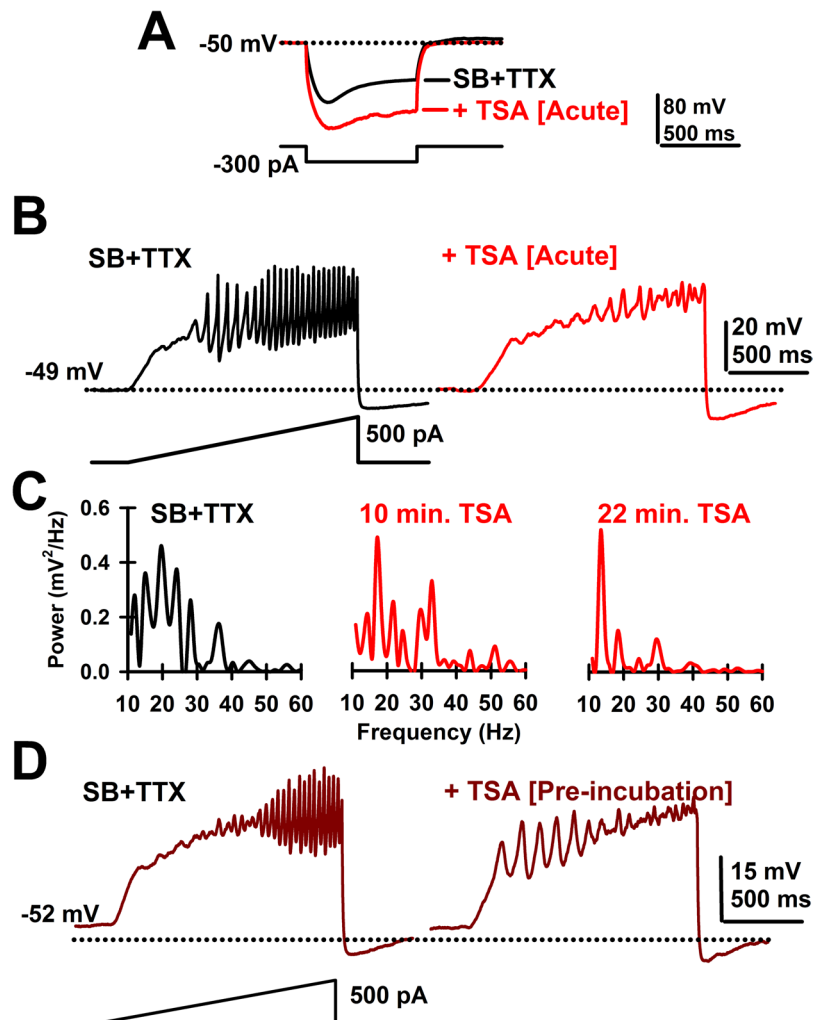 A
-50 mV
SB+TTX
+ TSA [Acute]
80 mV
500 ms
-300 pA
B
SB+TTX
+ TSA [Acute]
20 mV
500 ms
-49 mV
500 pA
C
SB+TTX
10 min. TSA
22 min. TSA
Power (mV²/Hz)
0.6
0.4
0.2
0.0
10 20 30 40 50 60
10 20 30 40 50 60
10 20 30 40 50 60
Frequency (Hz)
D
SB+TTX
+ TSA [Pre-incubation]
15 mV
500 ms
-52 mV
500 pA